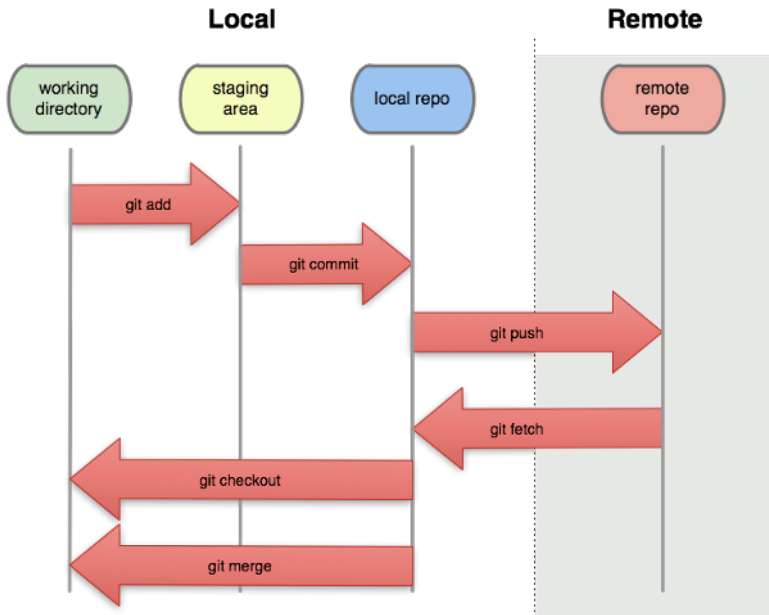 Local
Remote
working
directory
staging
area
local repo
remote
repo
git add
git commit
git push
git fetch
git checkout
git merge